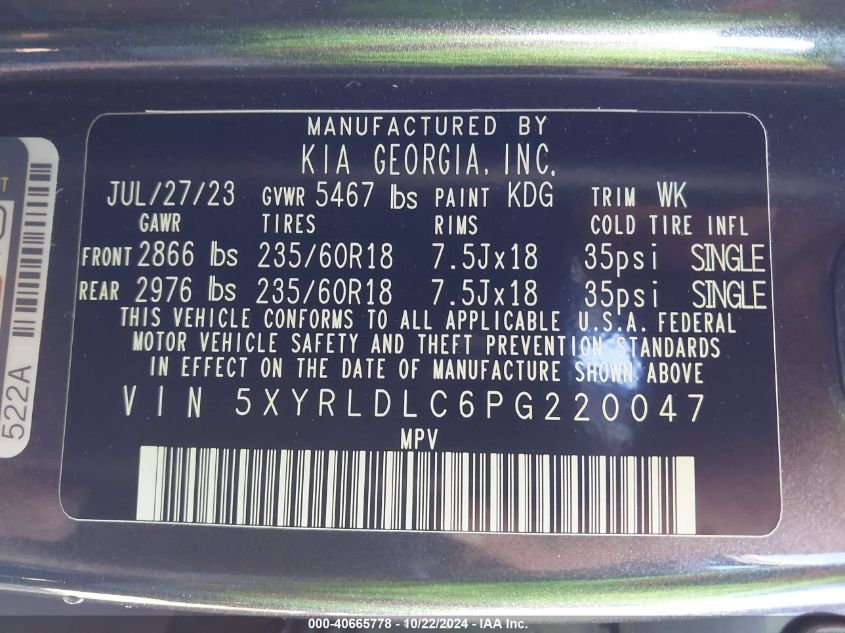 MANUFACTURED BY
KIA GEORGIA, INC.
JUL/27/23 GVWR 5467 lbs PAINT KDG TRIM WK
GAWR TIRES RIMS COLD TIRE INFL
FRONT 2866 lbs 235/60R18 7.5Jx18 35psi SINGLE
REAR 2976 lbs 235/60R18 7.5Jx18 35psi SINGLE
THIS VEHICLE CONFORMS TO ALL APPLICABLE U.S.A. FEDERAL
MOTOR VEHICLE SAFETY AND THEFT PREVENTION STANDARDS
IN EFFECT ON THE DATE OF MANUFACTURE SHOWN ABOVE
VIN 5XYRLDLC6PG220047
MPV
522A
000-40665778 - 10/22/2024 - IAA Inc.